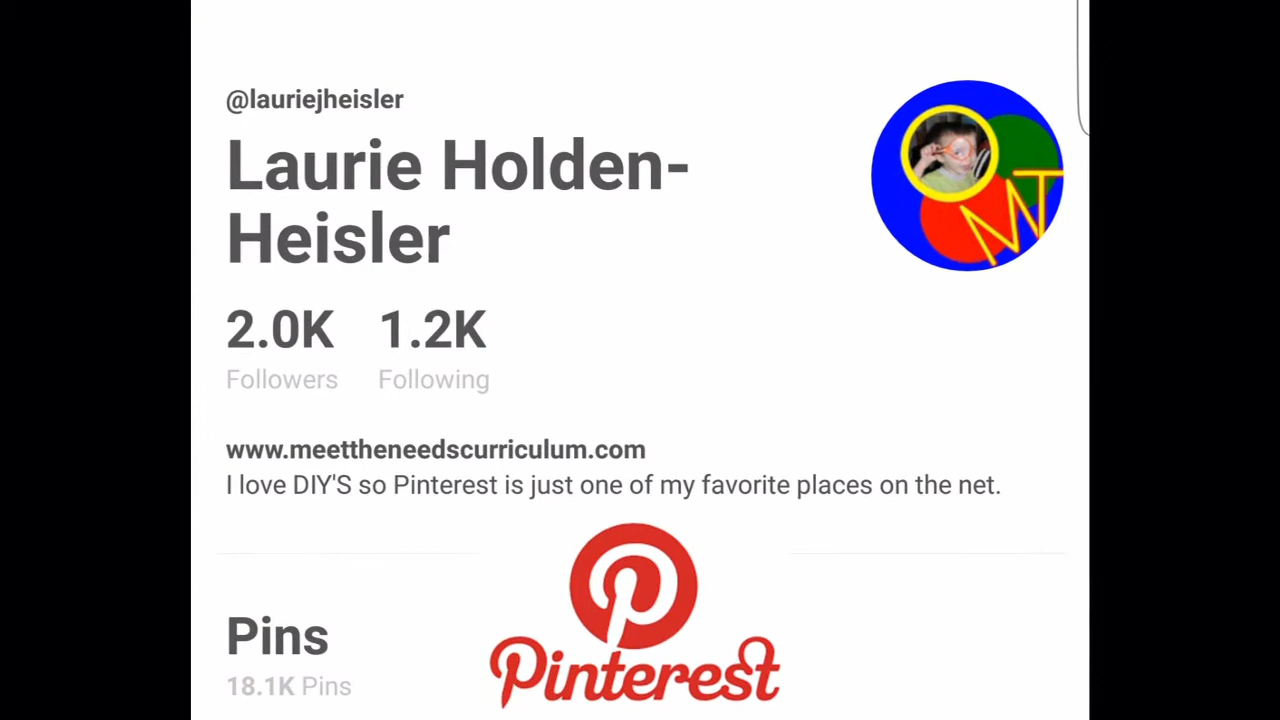 @lauriejheisler
Laurie Holden-
Heisler
2.0K 1.2K
Followers Following
www.meettheneedscurriculum.com
I love DIY'S so Pinterest is just one of my favorite places on the net.
Pins
18.1K Pins
Pinterest
MNT